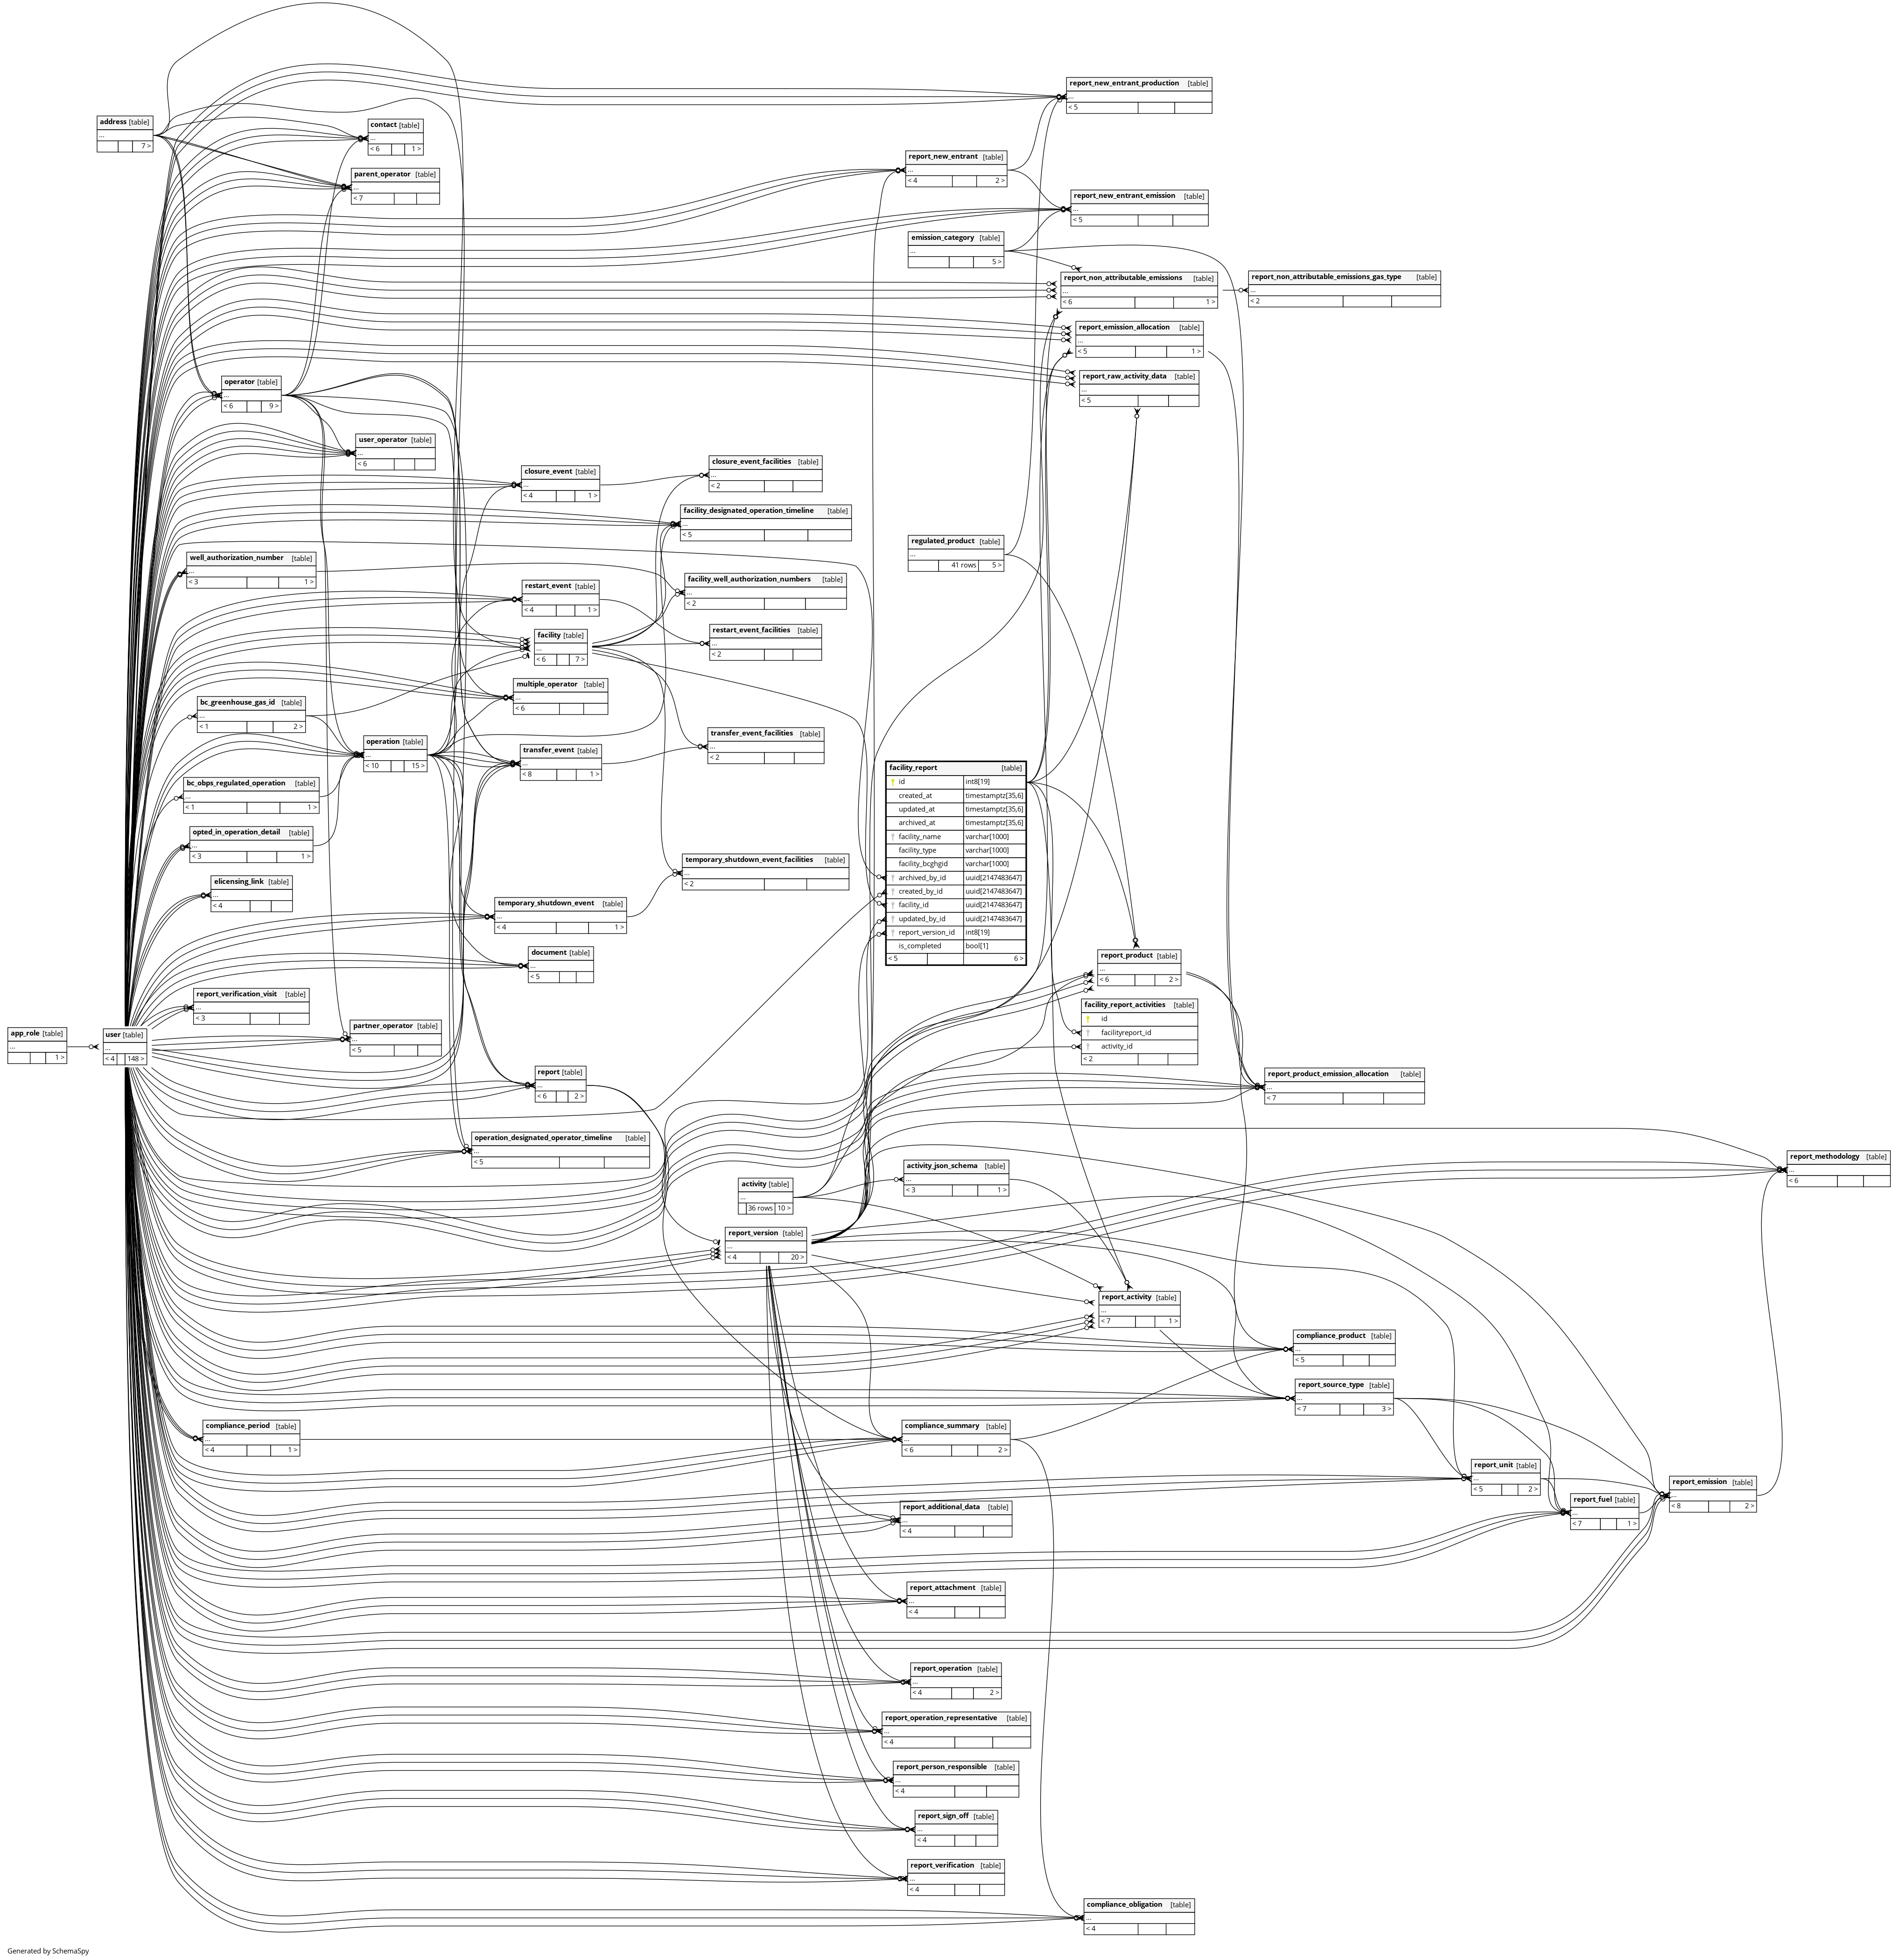 report_new_entrant_production [table]
...
< 5
address [table]
...
7 >
contact [table]
...
< 6 1 >
report_new_entrant [table]
...
< 4 2 >
parent_operator [table]
...
< 7
report_new_entrant_emission [table]
...
< 5
emission_category [table]
...
5 >
report_non_attributable_emissions [table]
...
< 6 1 >
report_non_attributable_emissions_gas_type [table]
...
< 2
report_emission_allocation [table]
...
< 5 1 >
report_raw_activity_data [table]
...
< 5
operator [table]
...
< 6 9 >
user_operator [table]
...
< 6
closure_event [table]
...
< 4 1 >
closure_event_facilities [table]
...
< 2
facility_designated_operation_timeline [table]
...
< 5
regulated_product [table]
...
41 rows 5 >
well_authorization_number [table]
...
< 3 1 >
facility_well_authorization_numbers [table]
...
< 2
restart_event [table]
...
< 4 1 >
restart_event_facilities [table]
...
< 2
facility [table]
...
< 6 7 >
multiple_operator [table]
...
< 6
bc_greenhouse_gas_id [table]
...
< 1 2 >
transfer_event_facilities [table]
...
< 2
operation [table]
...
< 10 15 >
transfer_event [table]
...
< 8 1 >
bc_obps_regulated_operation [table]
...
< 1 1 >
facility_report [table]
id int8[19]
created_at timestamptz[35,6]
updated_at timestamptz[35,6]
archived_at timestamptz[35,6]
facility_name varchar[1000]
facility_type varchar[1000]
facility_bcghgid varchar[1000]
archived_by_id uuid[2147483647]
created_by_id uuid[2147483647]
facility_id uuid[2147483647]
updated_by_id uuid[2147483647]
report_version_id int8[19]
is_completed bool[1]
< 5 6 >
opted_in_operation_detail [table]
...
< 3 1 >
temporary_shutdown_event_facilities [table]
...
< 2
elicensing_link [table]
...
< 4
temporary_shutdown_event [table]
...
< 4 1 >
document [table]
...
< 5
report_product [table]
...
< 6 2 >
report_verification_visit [table]
...
< 3
facility_report_activities [table]
id
facilityreport_id
activity_id
< 2
app_role [table]
...
1 >
user [table]
...
< 4 148 >
partner_operator [table]
...
< 5
report [table]
...
< 6 2 >
report_product_emission_allocation [table]
...
< 7
operation_designated_operator_timeline [table]
...
< 5
report_methodology [table]
...
< 6
activity_json_schema [table]
...
< 3 1 >
activity [table]
...
36 rows 10 >
report_version [table]
...
< 4 20 >
report_activity [table]
...
< 7 1 >
compliance_product [table]
...
< 5
report_source_type [table]
...
< 7 3 >
compliance_period [table]
...
< 4 1 >
compliance_summary [table]
...
< 6 2 >
report_unit [table]
...
< 5 2 >
report_emission [table]
...
< 8 2 >
report_fuel [table]
...
< 7 1 >
report_additional_data [table]
...
< 4
report_attachment [table]
...
< 4
report_operation [table]
...
< 4 2 >
report_operation_representative [table]
...
< 4
report_person_responsible [table]
...
< 4
report_sign_off [table]
...
< 4
report_verification [table]
...
< 4
compliance_obligation [table]
...
< 4
Generated by SchemaSpy